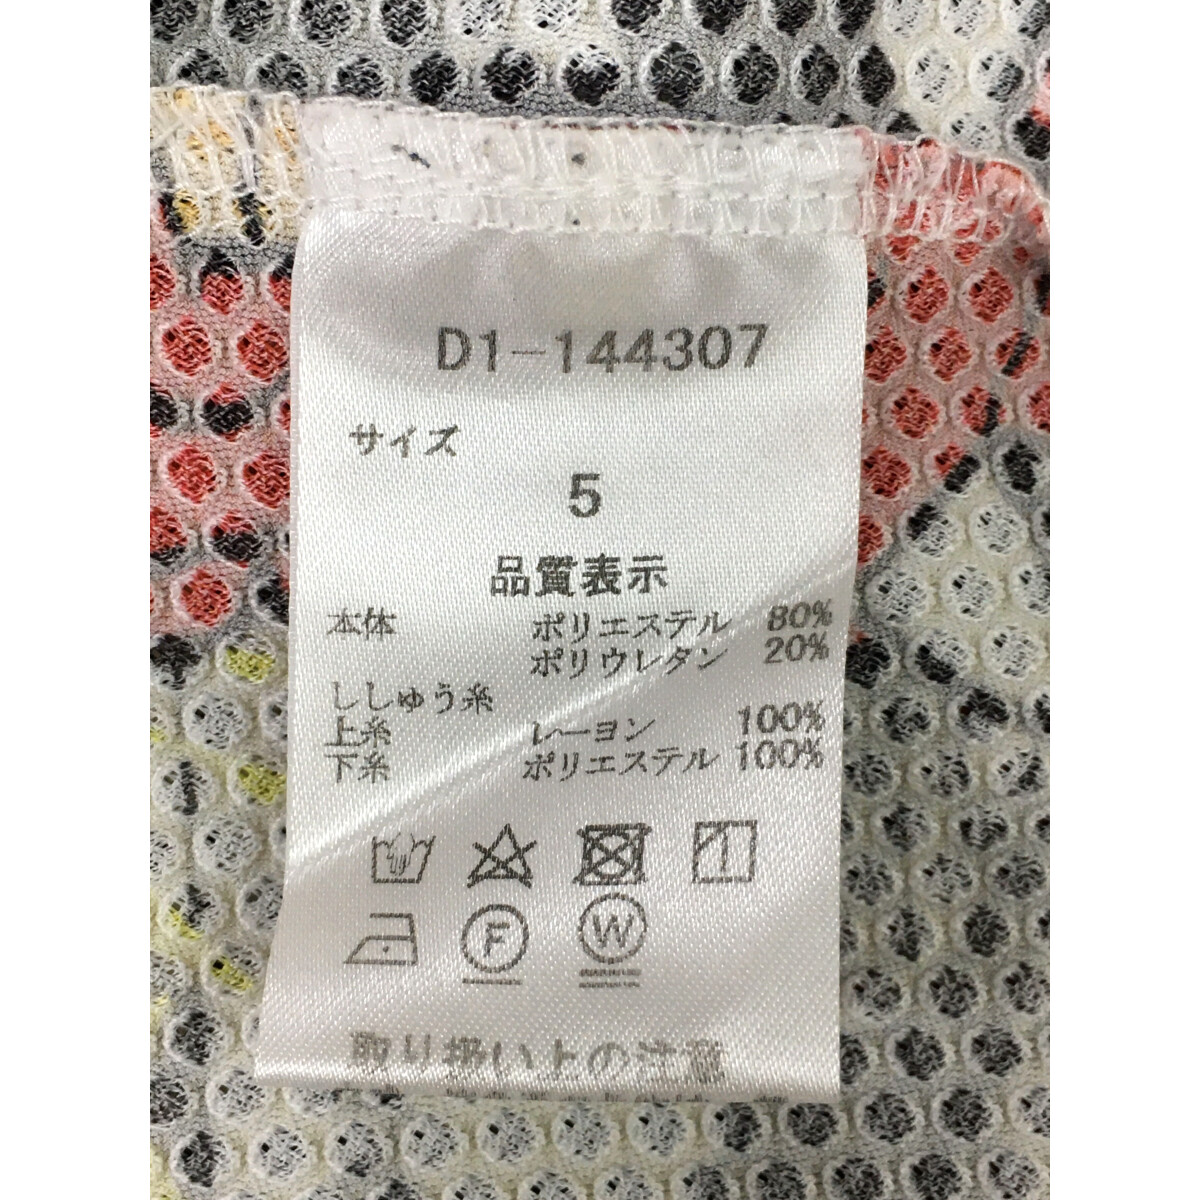 D1-144307
サイズ
5
品質表示
本体 ポリエステル 80%
ポリウレタン 20%
ししゅう糸
上糸 レーヨン 100%
下糸 ポリエステル 100%
F W
取り扱い上の注意